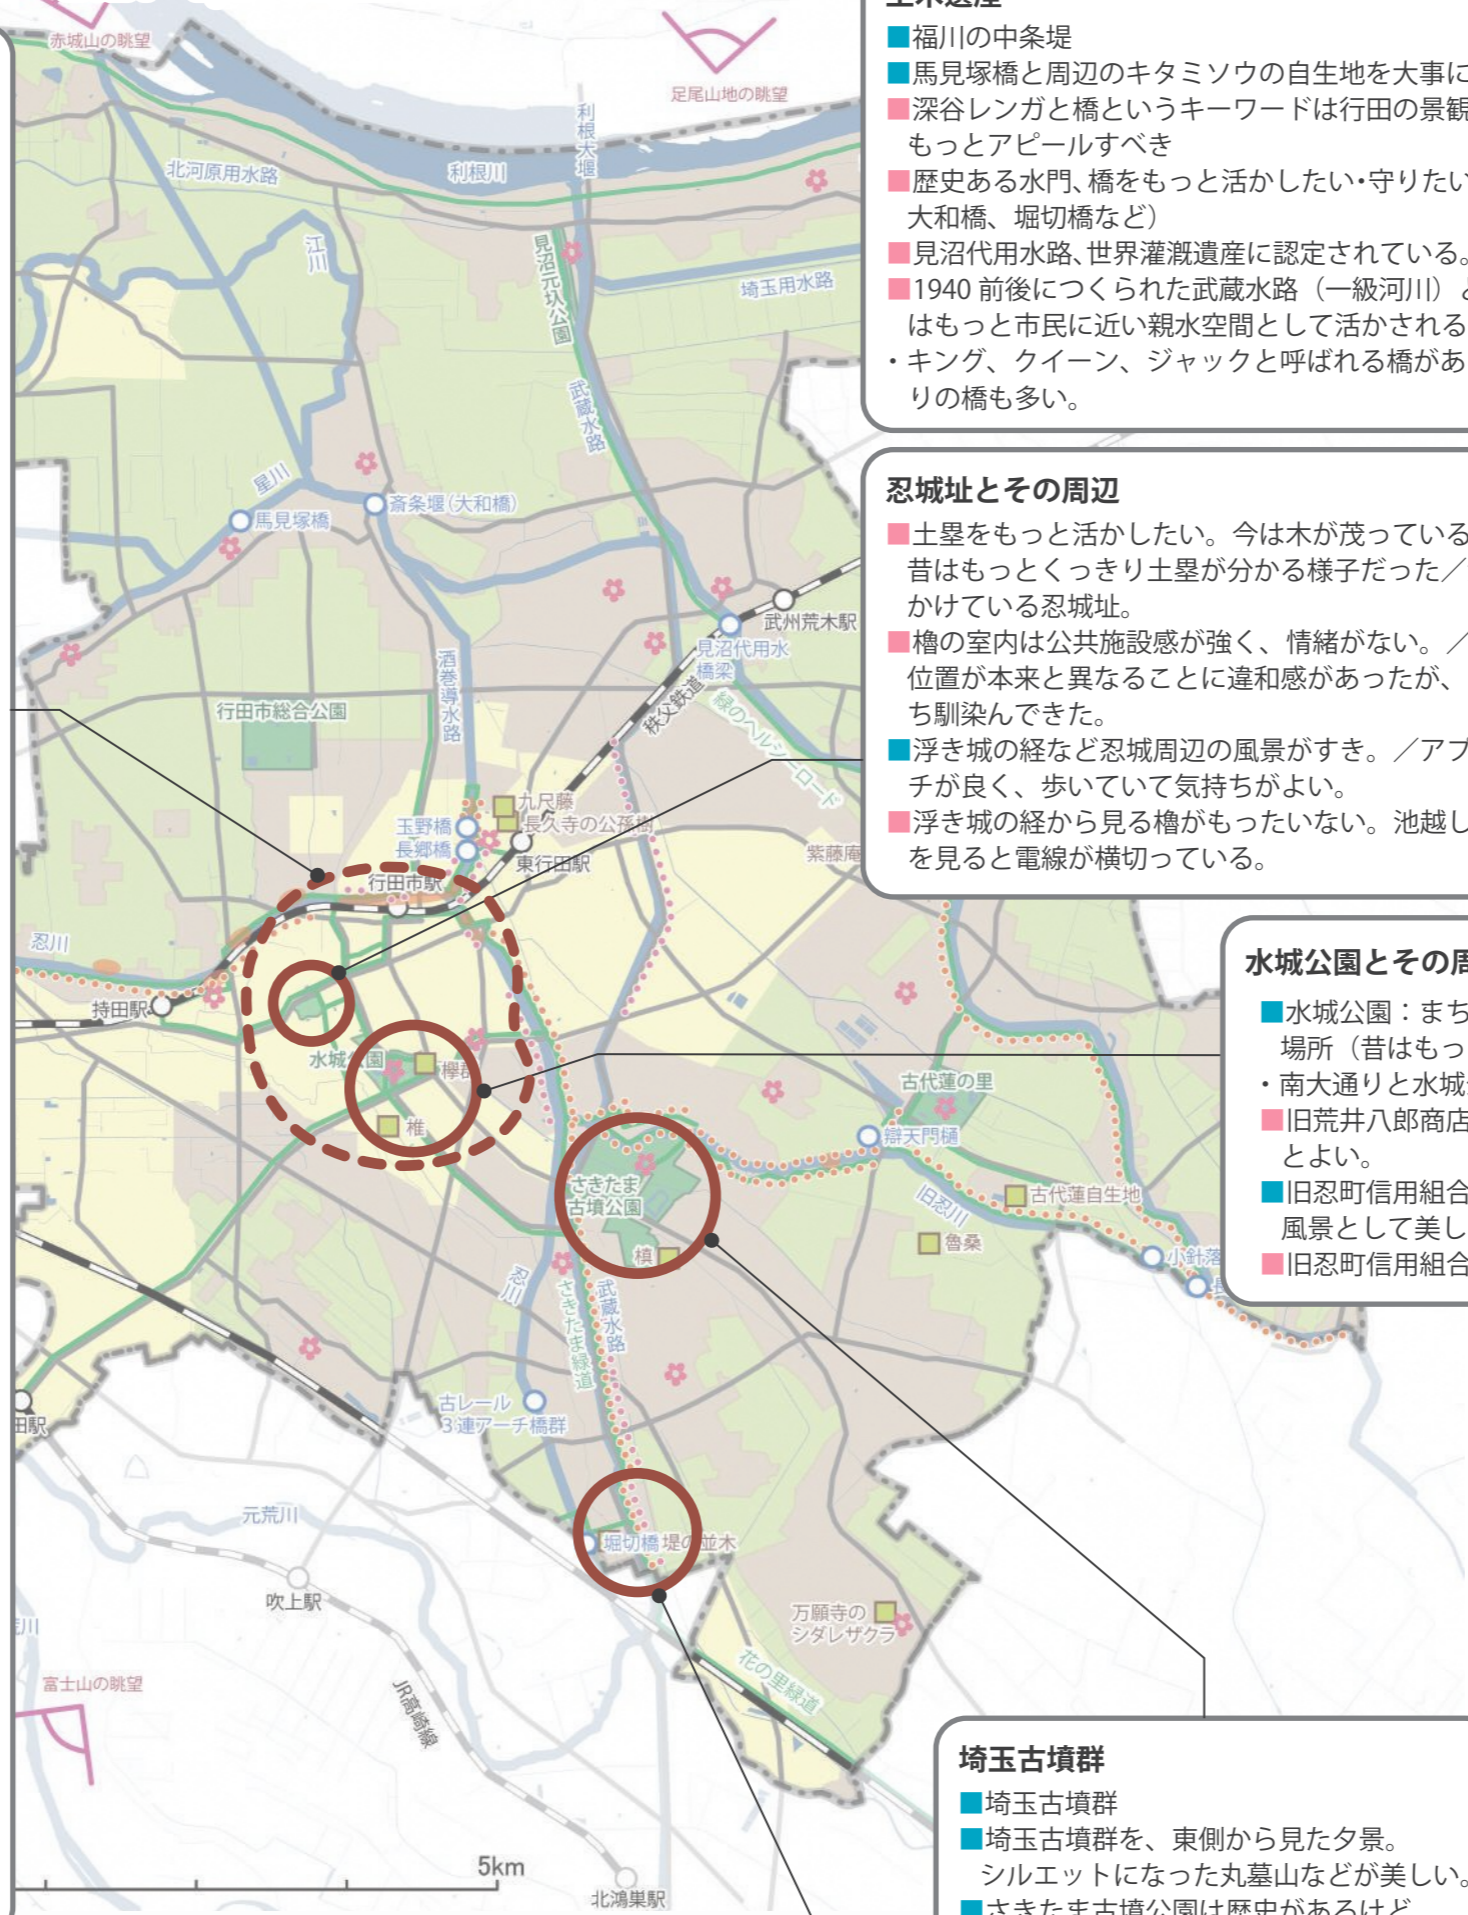 赤城山の眺望
足尾山地の眺望
利根大堰
北河原用水路
利根川
江川
見沼元圦公園
埼玉用水路
武蔵水路
星川
馬見塚橋
斎条堰(大和橋)
武州荒木駅
見沼代用水
橋梁
酒巻導水路
秩父鉄道
緑のヘルシーロード
行田市総合公園
九尺藤
長久寺の公孫樹
玉野橋
長郷橋
東行田駅
紫藤庵
行田市駅
忍川
持田駅
水城公園
欅群
椎
古代蓮の里
辯天門樋
さきたま
古墳公園
旧忍川
古代蓮自生地
魯桑
槙
小針落
忍川
さきたま緑道
武蔵水路
古レール
3連アーチ橋群
田駅
元荒川
堀切橋
堤の並木
吹上駅
万願寺の
シダレザクラ
花の里緑道
川
富士山の眺望
JR高崎線
5km
北鴻巣駅
■福川の中条堤
■馬見塚橋と周辺のキタミソウの自生地を大事に
■深谷レンガと橋というキーワードは行田の景観
もっとアピールすべき
■歴史ある水門、橋をもっと活かしたい・守りたい
大和橋、堀切橋など）
■見沼代用水路、世界灌漑遺産に認定されている。
■1940 前後につくられた武蔵水路（一級河川）と
はもっと市民に近い親水空間として活かされる
・キング、クイーン、ジャックと呼ばれる橋があ
りの橋も多い。
忍城址とその周辺
■土塁をもっと活かしたい。今は木が茂っている
昔はもっとくっきり土塁が分かる様子だった／
かけている忍城址。
■櫓の室内は公共施設感が強く、情緒がない。／
位置が本来と異なることに違和感があったが、
ち馴染んできた。
■浮き城の経など忍城周辺の風景がすき。／アプ
チが良く、歩いていて気持ちがよい。
■浮き城の経から見る櫓がもったいない。池越し
を見ると電線が横切っている。
水城公園とその周
■水城公園：まち
場所（昔はもっ
・南大通りと水城
■旧荒井八郎商店
とよい。
■旧忍町信用組合
風景として美し
■旧忍町信用組合
埼玉古墳群
■埼玉古墳群
■埼玉古墳群を、東側から見た夕景。
シルエットになった丸墓山などが美しい。
■さきたま古墳公園は歴史があるけど